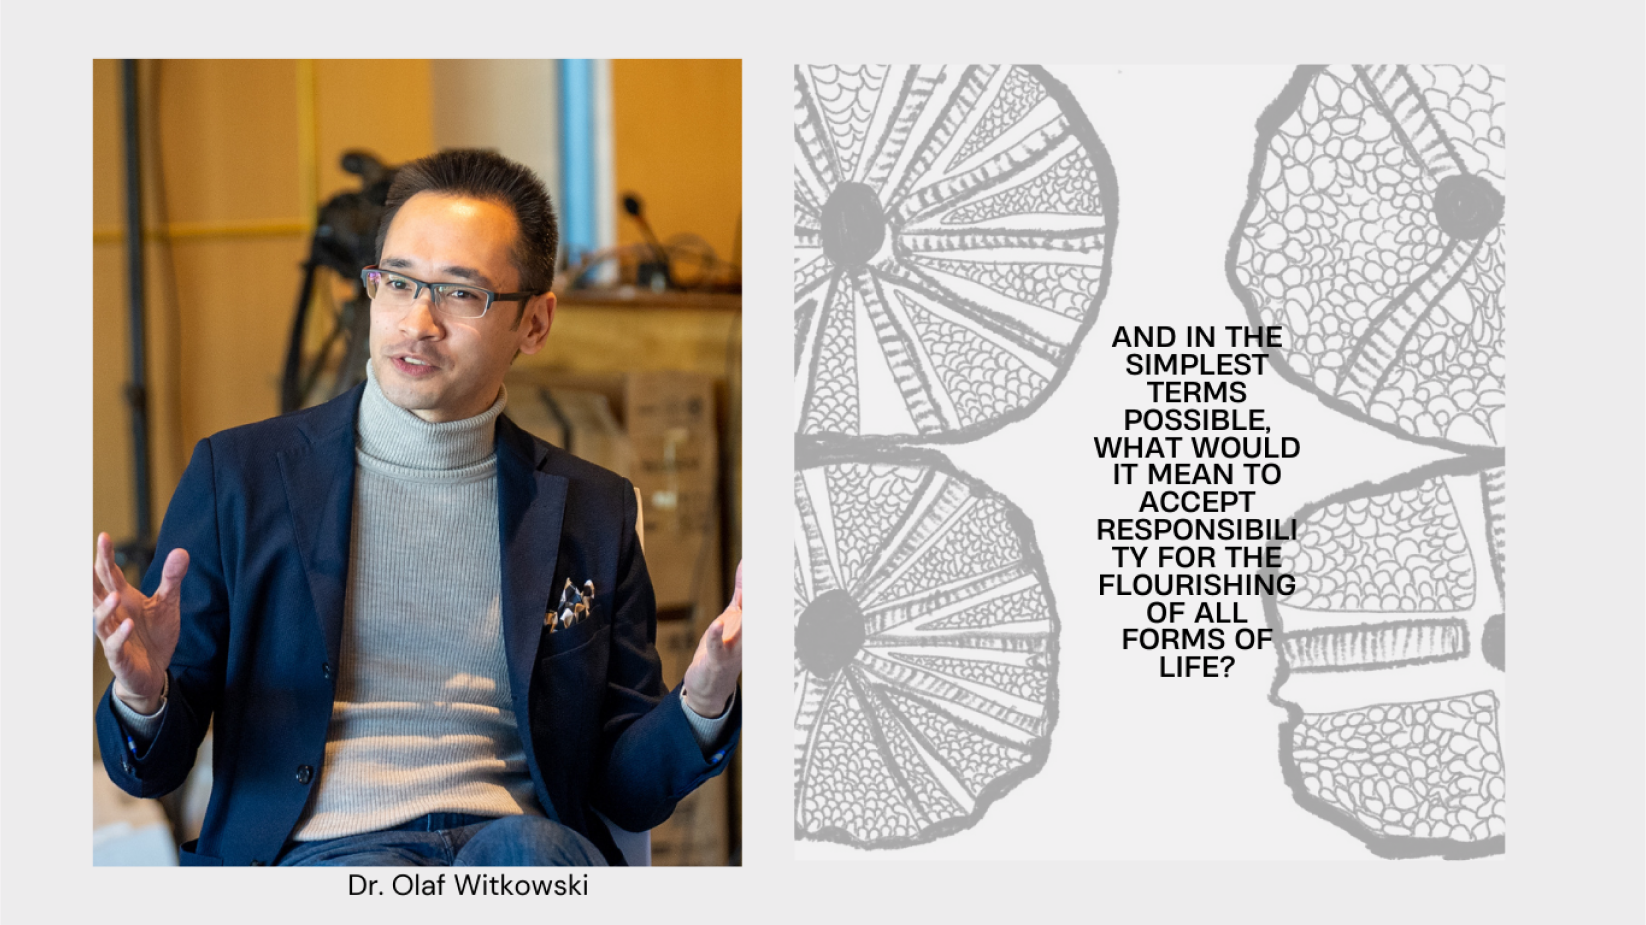 AND IN THE
SIMPLEST
TERMS
POSSIBLE,
WHAT WOULD
IT MEAN TO
ACCEPT
RESPONSIBILI
TY FOR THE
FLOURISHING
OF ALL
FORMS OF
LIFE?
Dr. Olaf Witkowski